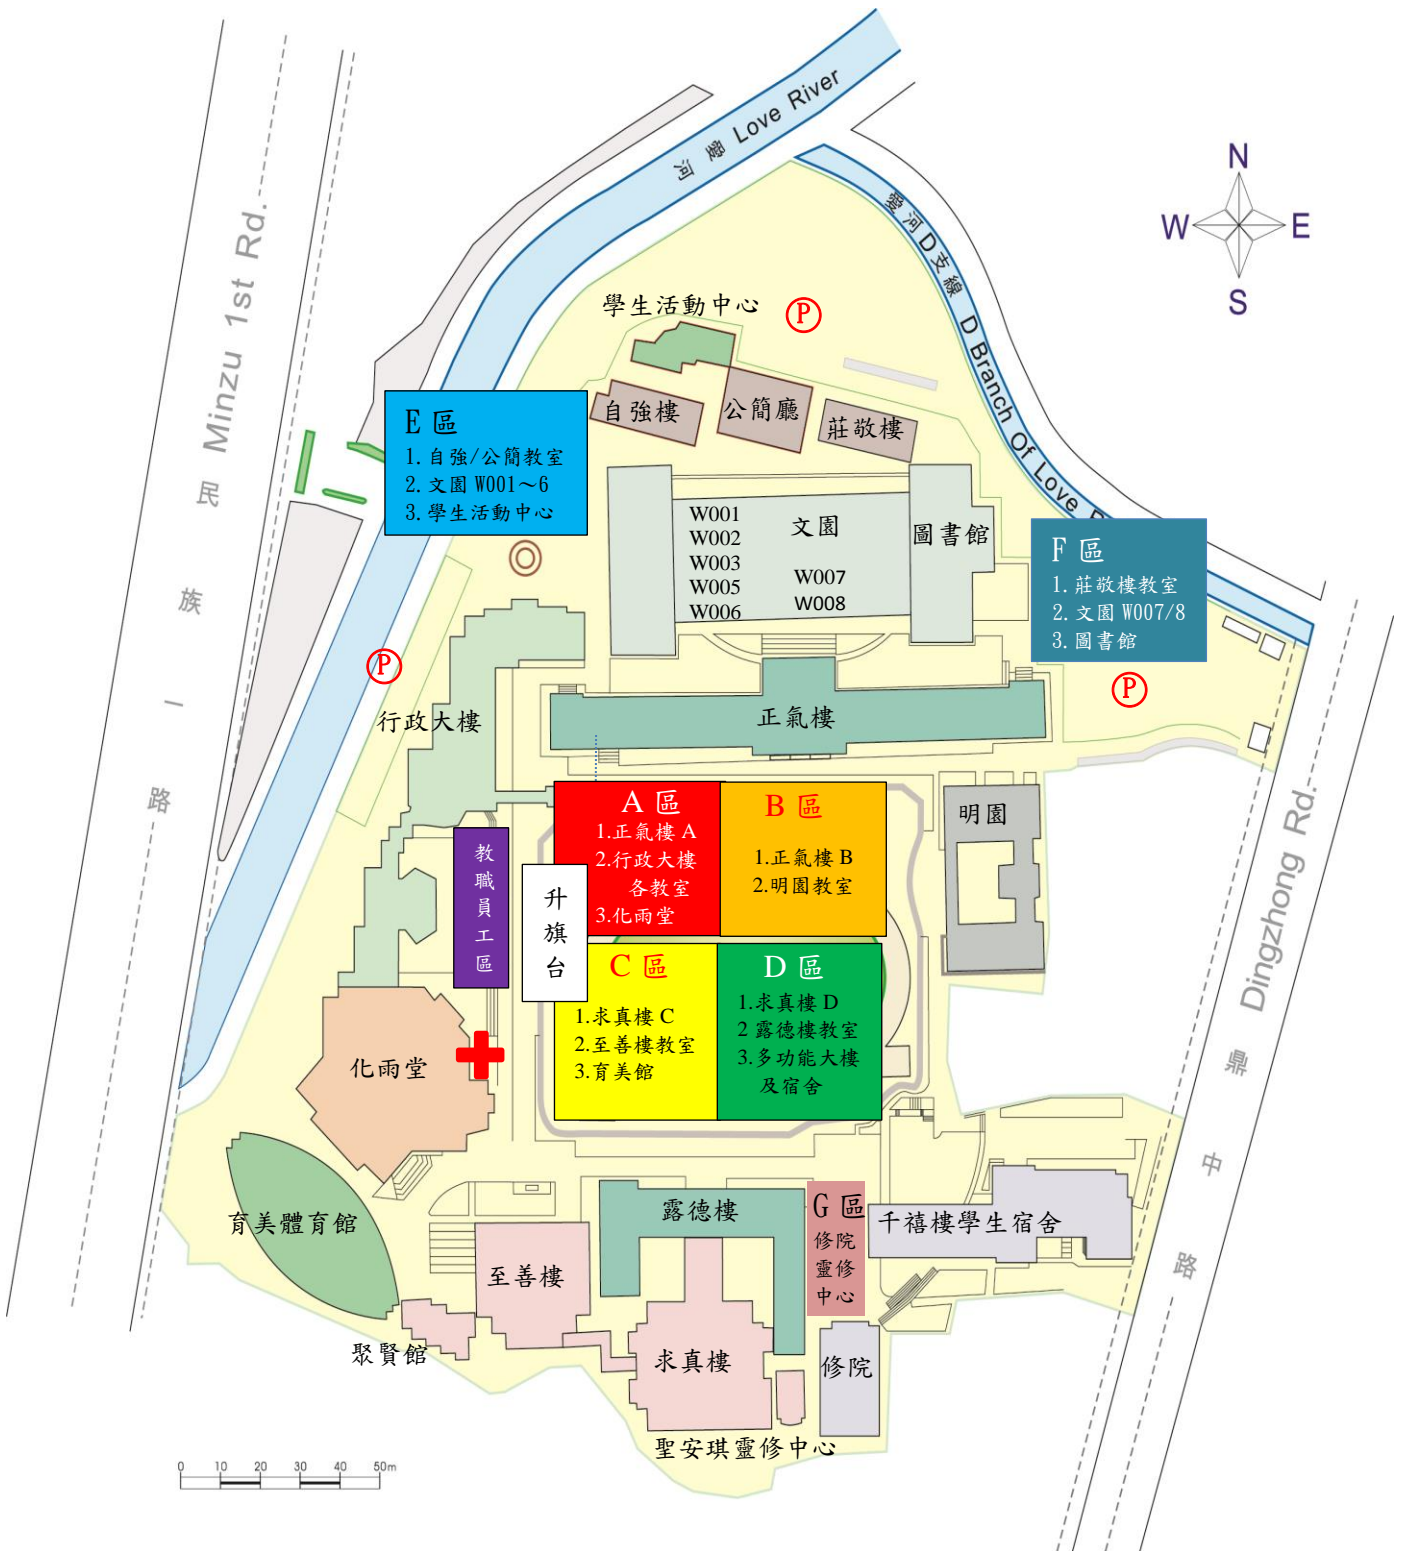 河 愛 Love River
N
W
E
S
愛河D支線 D Branch Of Love
Minzu 1st Rd.
民
族
一
路
學生活動中心
P
自強樓
公簡廳
莊敬樓
E 區
1. 自強/公簡教室
2. 文園 W001～6
3. 學生活動中心
W001
W002
W003
W005
W006
文園
W007
W008
圖書館
F 區
1. 莊敬樓教室
2. 文園 W007/8
3. 圖書館
P
P
行政大樓
正氣樓
A 區
1.正氣樓 A
2.行政大樓
各教室
3.化雨堂
B 區
1.正氣樓 B
2.明園教室
明園
教職員工區
升旗台
C 區
1.求真樓 C
2.至善樓教室
3.育美館
D 區
1.求真樓 D
2 露德樓教室
3.多功能大樓
及宿舍
Dingzhong Rd.
鼎
中
路
化雨堂
育美體育館
露德樓
G 區
修院
靈修
中心
千禧樓學生宿舍
至善樓
聚賢館
求真樓
修院
聖安琪靈修中心
0 10 20 30 40 50m